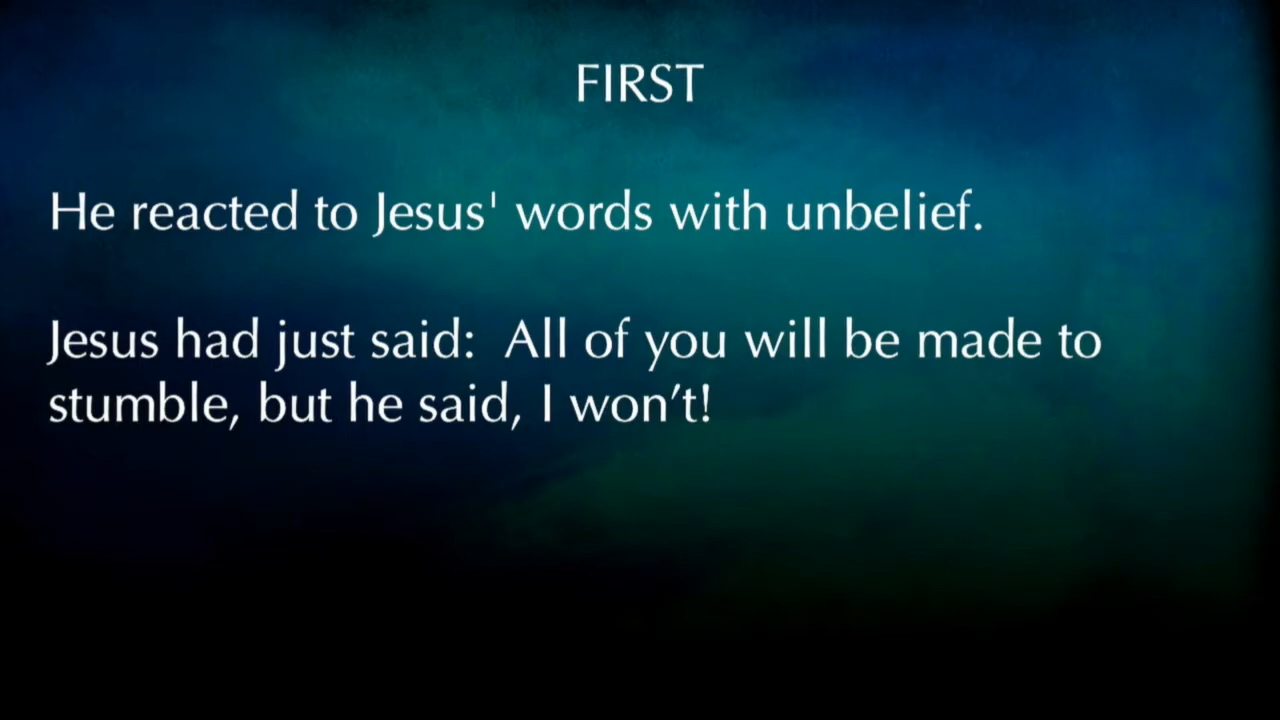 FIRST
He reacted to Jesus' words with unbelief.
Jesus had just said:  All of you will be made to
stumble, but he said, I won’t!